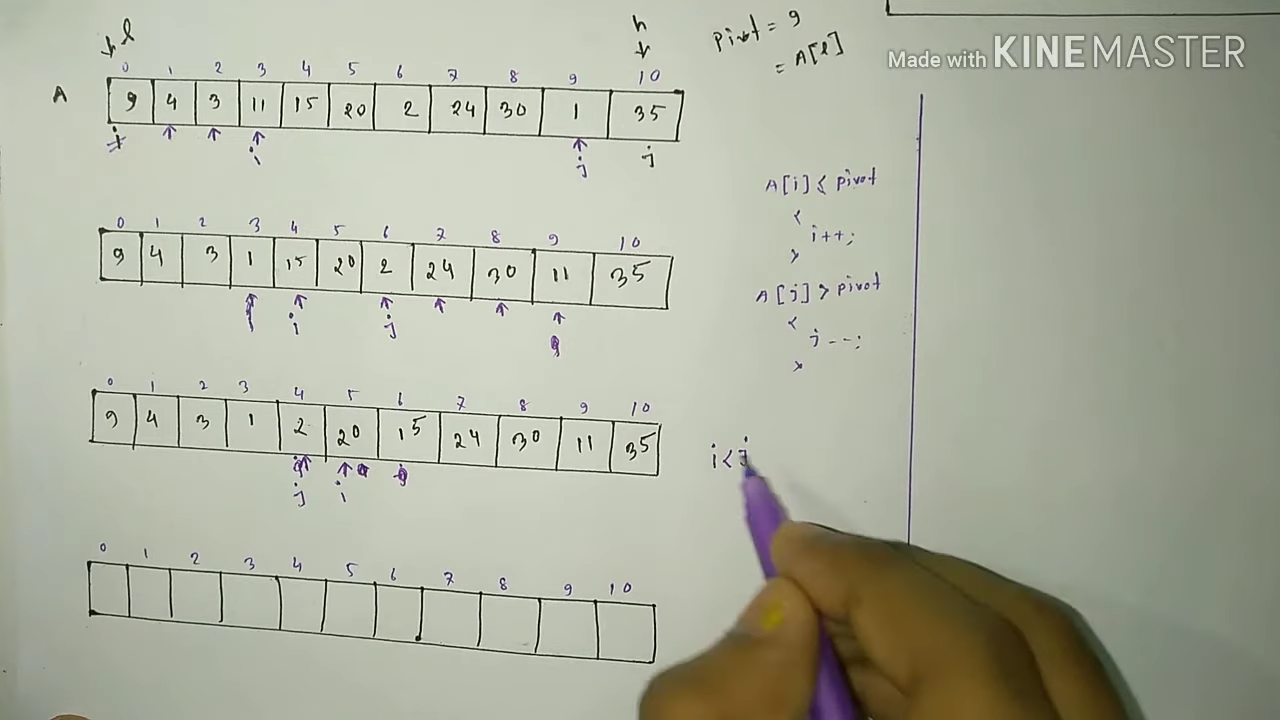 l h pivot = 9
= A[l]
Made with KINEMASTER
0 1 2 3 4 5 6 7 8 9 10
A 9 4 3 11 15 20 2 24 30 1 35
i i j j
A[i] ≤ pivot
{
i++;
}
0 1 2 3 4 5 6 7 8 9 10
9 4 3 1 15 20 2 24 30 11 35
i j
A[j] > pivot
{
j--;
}
0 1 2 3 4 5 6 7 8 9 10
9 4 3 1 2 20 15 24 30 11 35
j i
i<j
0 1 2 3 4 5 6 7 8 9 10